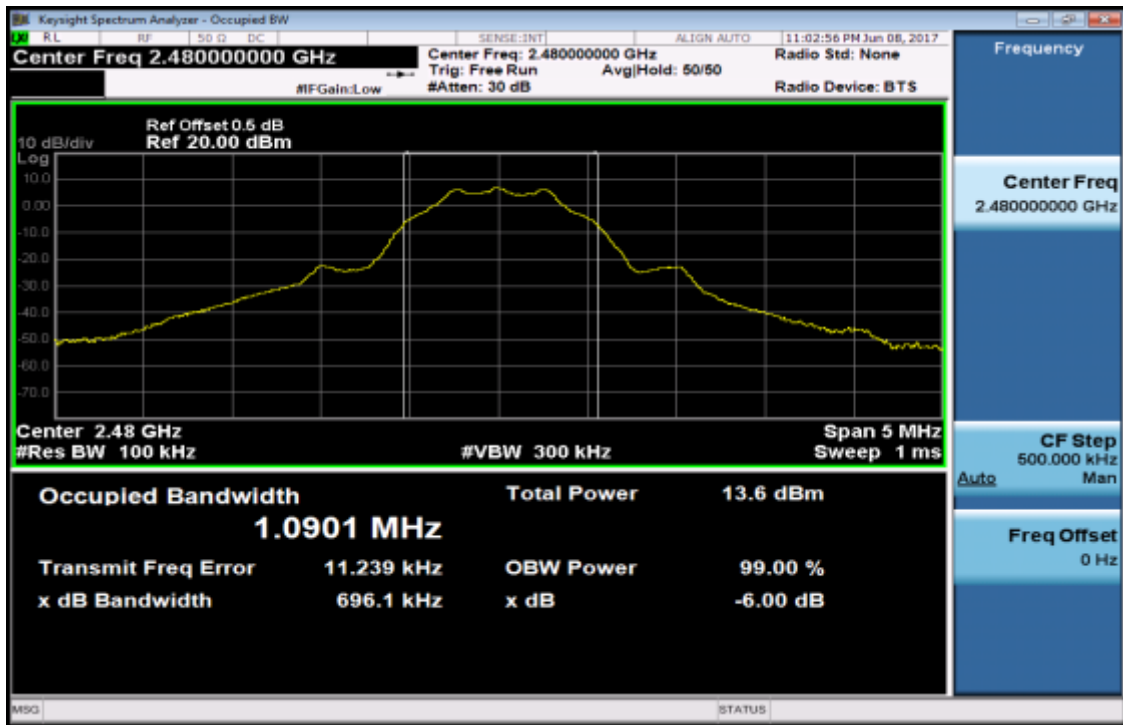 Keysight Spectrum Analyzer - Occupied BW
RL RF 50 Ω DC SENSE:INT ALIGN AUTO 11:02:56 PM Jun 08, 2017
Center Freq 2.480000000 GHz
Center Freq: 2.480000000 GHz Radio Std: None
Trig: Free Run Avg|Hold: 50/50
#IFGain:Low #Atten: 30 dB Radio Device: BTS
Ref Offset 0.5 dB
10 dB/div Ref 20.00 dBm
Log
10.0
0.00
-10.0
-20.0
-30.0
-40.0
-50.0
-60.0
-70.0
Center 2.48 GHz Span 5 MHz
#Res BW 100 kHz #VBW 300 kHz Sweep 1 ms
Occupied Bandwidth Total Power 13.6 dBm
1.0901 MHz
Transmit Freq Error 11.239 kHz OBW Power 99.00 %
x dB Bandwidth 696.1 kHz x dB -6.00 dB
MSG STATUS
Frequency
Center Freq
2.480000000 GHz
CF Step
500.000 kHz
Auto Man
Freq Offset
0 Hz